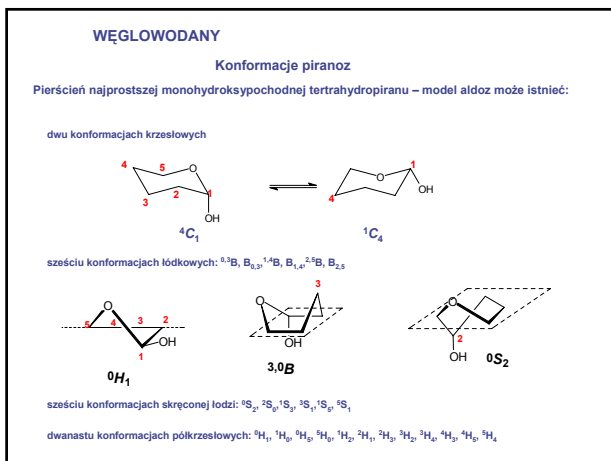 WĘGLOWODANY
Konformacje piranoz
Pierścień najprostszej monohydroksypochodnej tertrahydropiranu – model aldoz może istnieć:
dwu konformacjach krzesłowych
4 5 O 1 3 2 OH
O 1 OH 4
⁴C₁ ¹C₄
sześciu konformacjach łódkowych: ⁰,³B, B₀,₃,¹,⁴B, B₁,₄,²,⁵B, B₂,₅
O 5 4 3 2 OH 1
O 3 OH
O 2 OH
⁰H₁ ³,⁰B ⁰S₂
sześciu konformacjach skręconej łodzi: ⁰S₂, ²S₀,¹S₃, ³S₁,¹S₅, ⁵S₁
dwanastu konformacjach półkrzesłowych: ⁰H₁, ¹H₀, ⁰H₅, ⁵H₀, ¹H₂, ²H₁, ²H₃, ³H₂, ³H₄, ⁴H₃, ⁴H₅, ⁵H₄